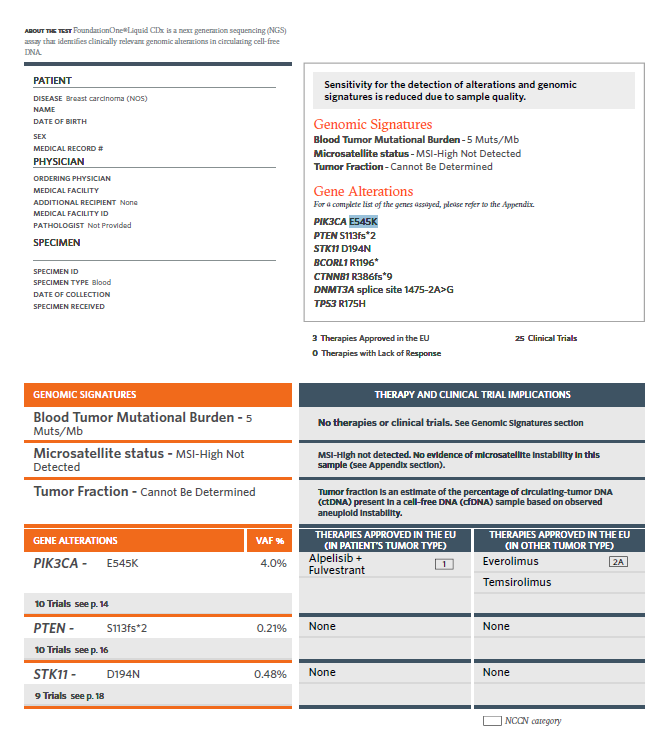 ABOUT THE TEST FoundationOne®Liquid CDx is a next generation sequencing (NGS)
assay that identifies clinically relevant genomic alterations in circulating cell-free
DNA.
PATIENT
DISEASE Breast carcinoma (NOS)
NAME
DATE OF BIRTH
SEX
MEDICAL RECORD #
PHYSICIAN
ORDERING PHYSICIAN
MEDICAL FACILITY
ADDITIONAL RECIPIENT None
MEDICAL FACILITY ID
PATHOLOGIST Not Provided
SPECIMEN
SPECIMEN ID
SPECIMEN TYPE Blood
DATE OF COLLECTION
SPECIMEN RECEIVED
Sensitivity for the detection of alterations and genomic
signatures is reduced due to sample quality.
Genomic Signatures
Blood Tumor Mutational Burden - 5 Muts/Mb
Microsatellite status - MSI-High Not Detected
Tumor Fraction - Cannot Be Determined
Gene Alterations
For a complete list of the genes assayed, please refer to the Appendix.
PIK3CA E545K
PTEN S113fs*2
STK11 D194N
BCORL1 R1196*
CTNNB1 R386fs*9
DNMT3A splice site 1475-2A>G
TP53 R175H
3 Therapies Approved in the EU
25 Clinical Trials
0 Therapies with Lack of Response
GENOMIC SIGNATURES
THERAPY AND CLINICAL TRIAL IMPLICATIONS
Blood Tumor Mutational Burden - 5
Muts/Mb
No therapies or clinical trials. See Genomic Signatures section
Microsatellite status - MSI-High Not
Detected
MSI-High not detected. No evidence of microsatellite instability in this
sample (see Appendix section).
Tumor Fraction - Cannot Be Determined
Tumor fraction is an estimate of the percentage of circulating-tumor DNA
(ctDNA) present in a cell-free DNA (cfDNA) sample based on observed
aneuploid instability.
GENE ALTERATIONS
VAF %
THERAPIES APPROVED IN THE EU
(IN PATIENT'S TUMOR TYPE)
THERAPIES APPROVED IN THE EU
(IN OTHER TUMOR TYPE)
PIK3CA - E545K 4.0%
Alpelisib +
Fulvestrant
1
Everolimus 2A
Temsirolimus
10 Trials see p. 14
PTEN - S113fs*2 0.21%
None
None
10 Trials see p. 16
STK11 - D194N 0.48%
None
None
9 Trials see p. 18
NCCN category